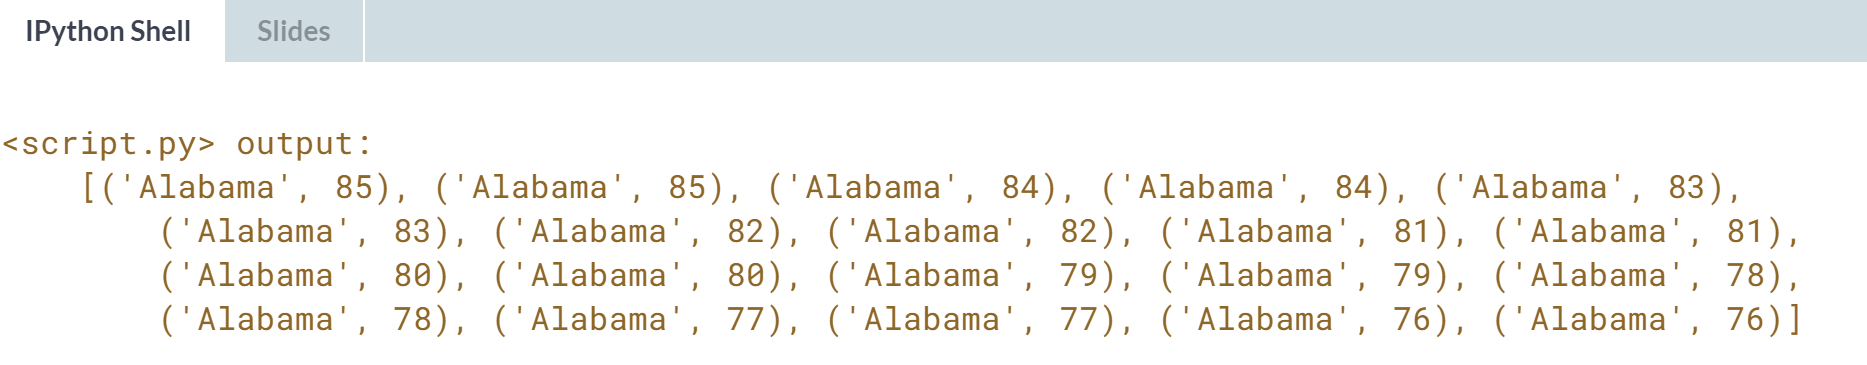 IPython Shell
Slides
<script.py> output:
[('Alabama', 85), ('Alabama', 85), ('Alabama', 84), ('Alabama', 84), ('Alabama', 83),
('Alabama', 83), ('Alabama', 82), ('Alabama', 82), ('Alabama', 81), ('Alabama', 81),
('Alabama', 80), ('Alabama', 80), ('Alabama', 79), ('Alabama', 79), ('Alabama', 78),
('Alabama', 78), ('Alabama', 77), ('Alabama', 77), ('Alabama', 76), ('Alabama', 76)]